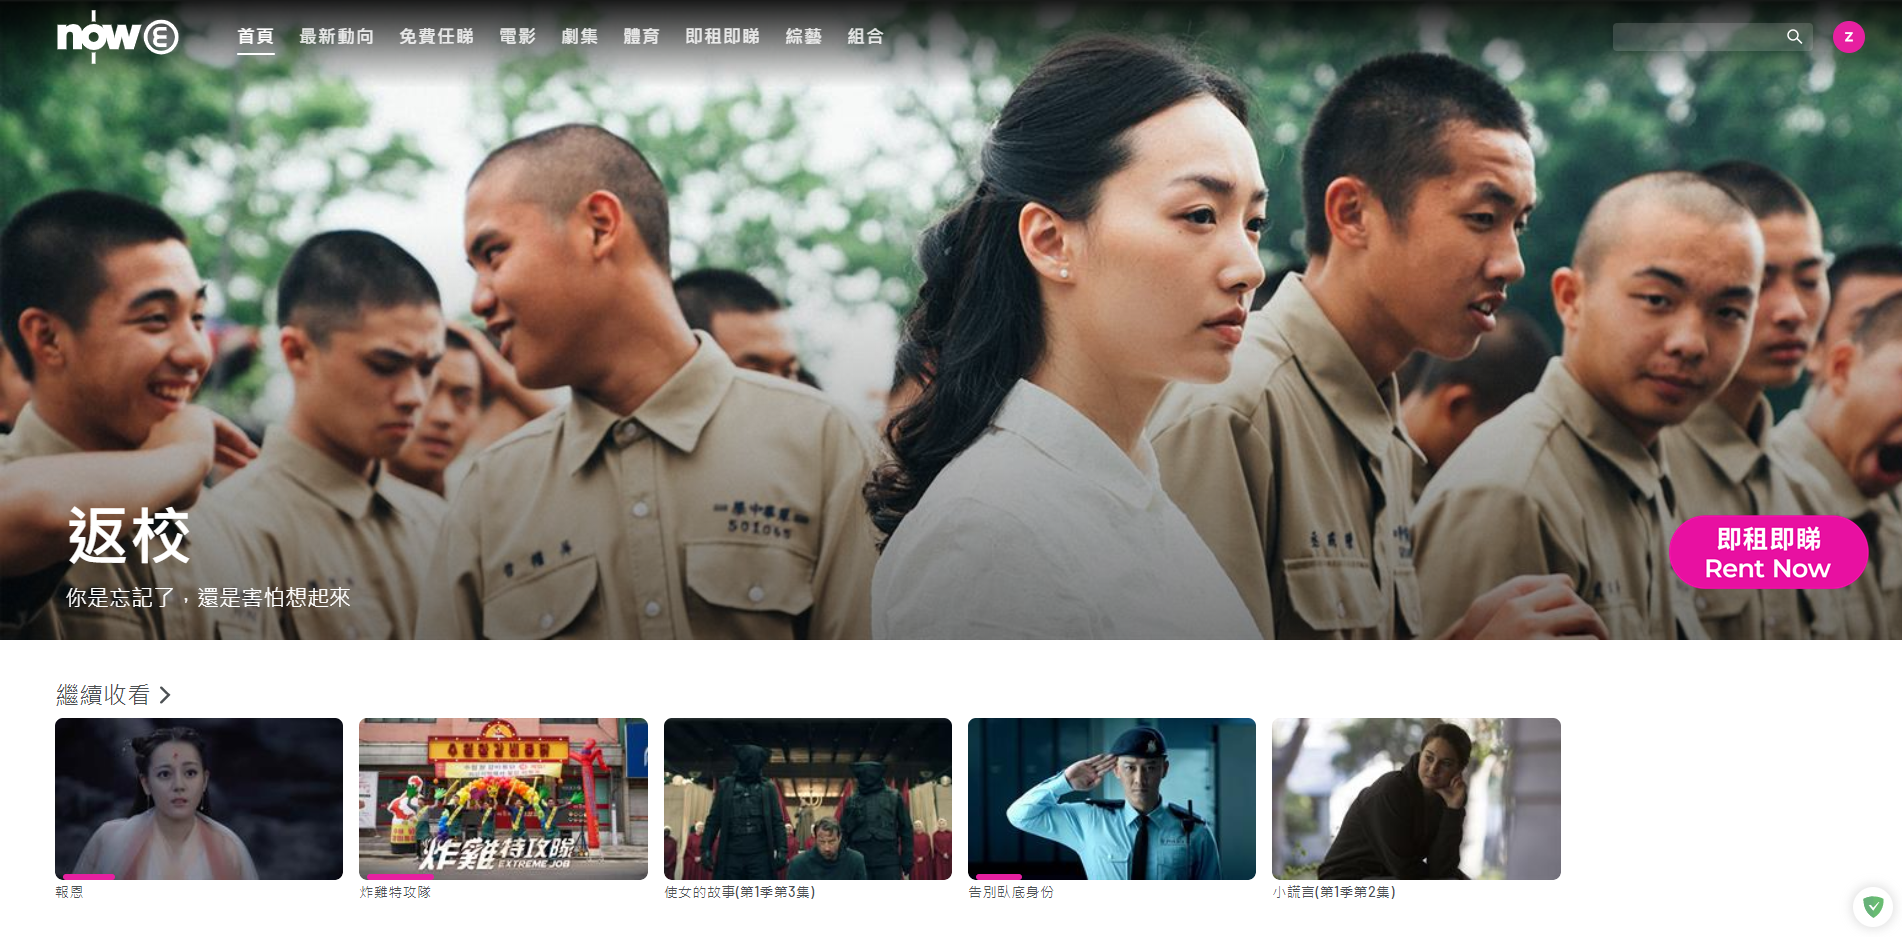 now E
首頁 最新動向 免費任睇 電影 劇集 體育 即租即睇 綜藝 組合
Z
返校
你是忘記了，還是害怕想起來
即租即睇
Rent Now
501065
繼續收看
炸雞特攻隊
EXTREME JOB
報恩
炸雞特攻隊
使女的故事(第1季第3集)
告別臥底身份
小謊言(第1季第2集)